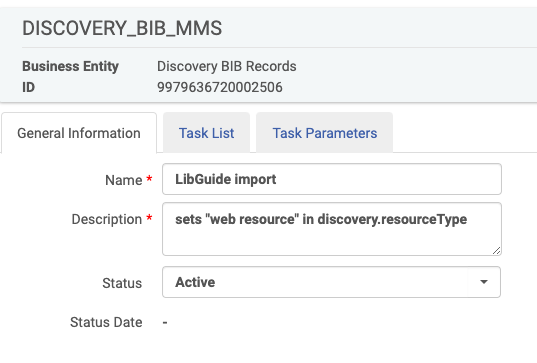 DISCOVERY_BIB_MMS
Business Entity Discovery BIB Records
ID 9979636720002506
General Information Task List Task Parameters
Name * LibGuide import
Description * sets "web resource" in discovery.resourceType
Status Active
Status Date -